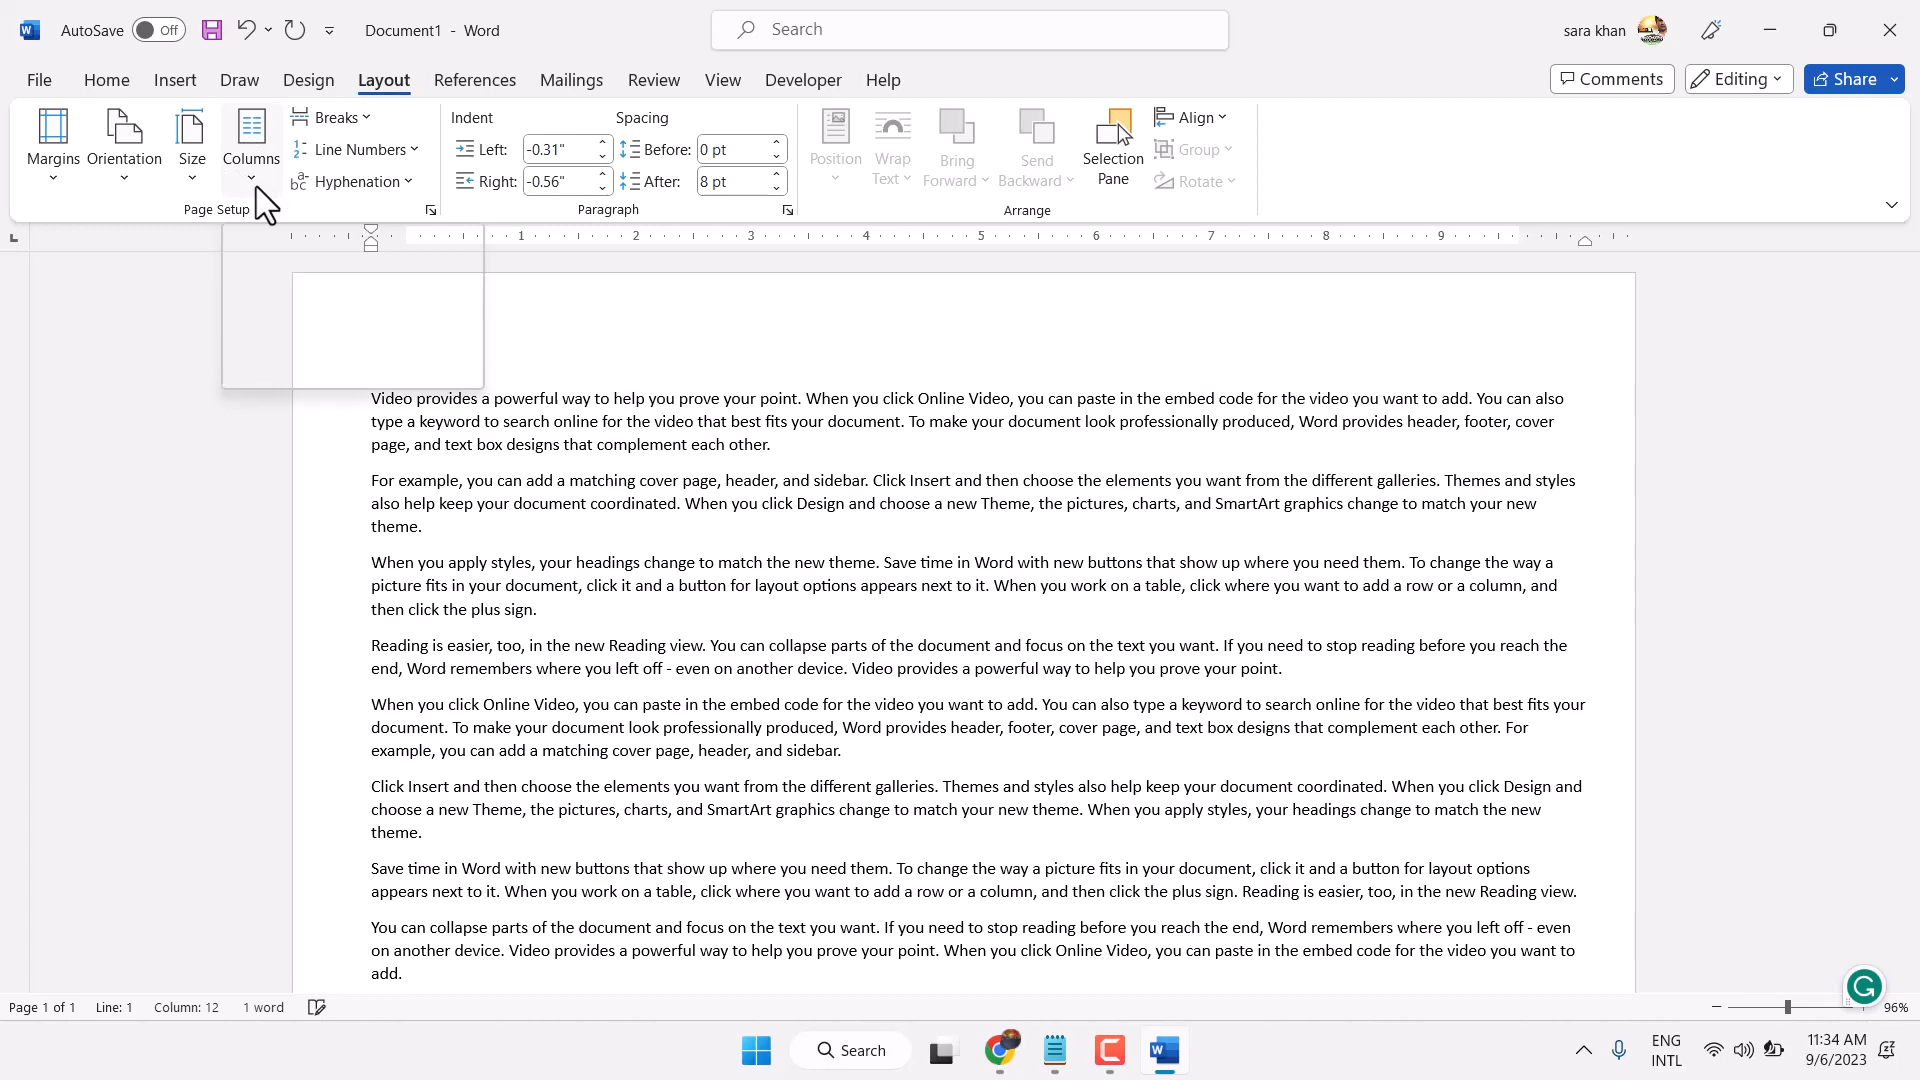 AutoSave Off Document1 - Word Search sara khan
File Home Insert Draw Design Layout References Mailings Review View Developer Help Comments Editing Share
Margins Orientation Size Columns Breaks Line Numbers Hyphenation
Page Setup
Indent Spacing
Left: -0.31" Before: 0 pt
Right: -0.56" After: 8 pt
Paragraph
Position Wrap Text Bring Forward Send Backward Selection Pane Align Group Rotate
Arrange
1 2 3 4 5 6 7 8 9
Video provides a powerful way to help you prove your point. When you click Online Video, you can paste in the embed code for the video you want to add. You can also
type a keyword to search online for the video that best fits your document. To make your document look professionally produced, Word provides header, footer, cover
page, and text box designs that complement each other.
For example, you can add a matching cover page, header, and sidebar. Click Insert and then choose the elements you want from the different galleries. Themes and styles
also help keep your document coordinated. When you click Design and choose a new Theme, the pictures, charts, and SmartArt graphics change to match your new
theme.
When you apply styles, your headings change to match the new theme. Save time in Word with new buttons that show up where you need them. To change the way a
picture fits in your document, click it and a button for layout options appears next to it. When you work on a table, click where you want to add a row or a column, and
then click the plus sign.
Reading is easier, too, in the new Reading view. You can collapse parts of the document and focus on the text you want. If you need to stop reading before you reach the
end, Word remembers where you left off - even on another device. Video provides a powerful way to help you prove your point.
When you click Online Video, you can paste in the embed code for the video you want to add. You can also type a keyword to search online for the video that best fits your
document. To make your document look professionally produced, Word provides header, footer, cover page, and text box designs that complement each other. For
example, you can add a matching cover page, header, and sidebar.
Click Insert and then choose the elements you want from the different galleries. Themes and styles also help keep your document coordinated. When you click Design and
choose a new Theme, the pictures, charts, and SmartArt graphics change to match your new theme. When you apply styles, your headings change to match the new
theme.
Save time in Word with new buttons that show up where you need them. To change the way a picture fits in your document, click it and a button for layout options
appears next to it. When you work on a table, click where you want to add a row or a column, and then click the plus sign. Reading is easier, too, in the new Reading view.
You can collapse parts of the document and focus on the text you want. If you need to stop reading before you reach the end, Word remembers where you left off - even
on another device. Video provides a powerful way to help you prove your point. When you click Online Video, you can paste in the embed code for the video you want to
add.
Page 1 of 1 Line: 1 Column: 12 1 word 96%
Search ENG INTL 11:34 AM 9/6/2023